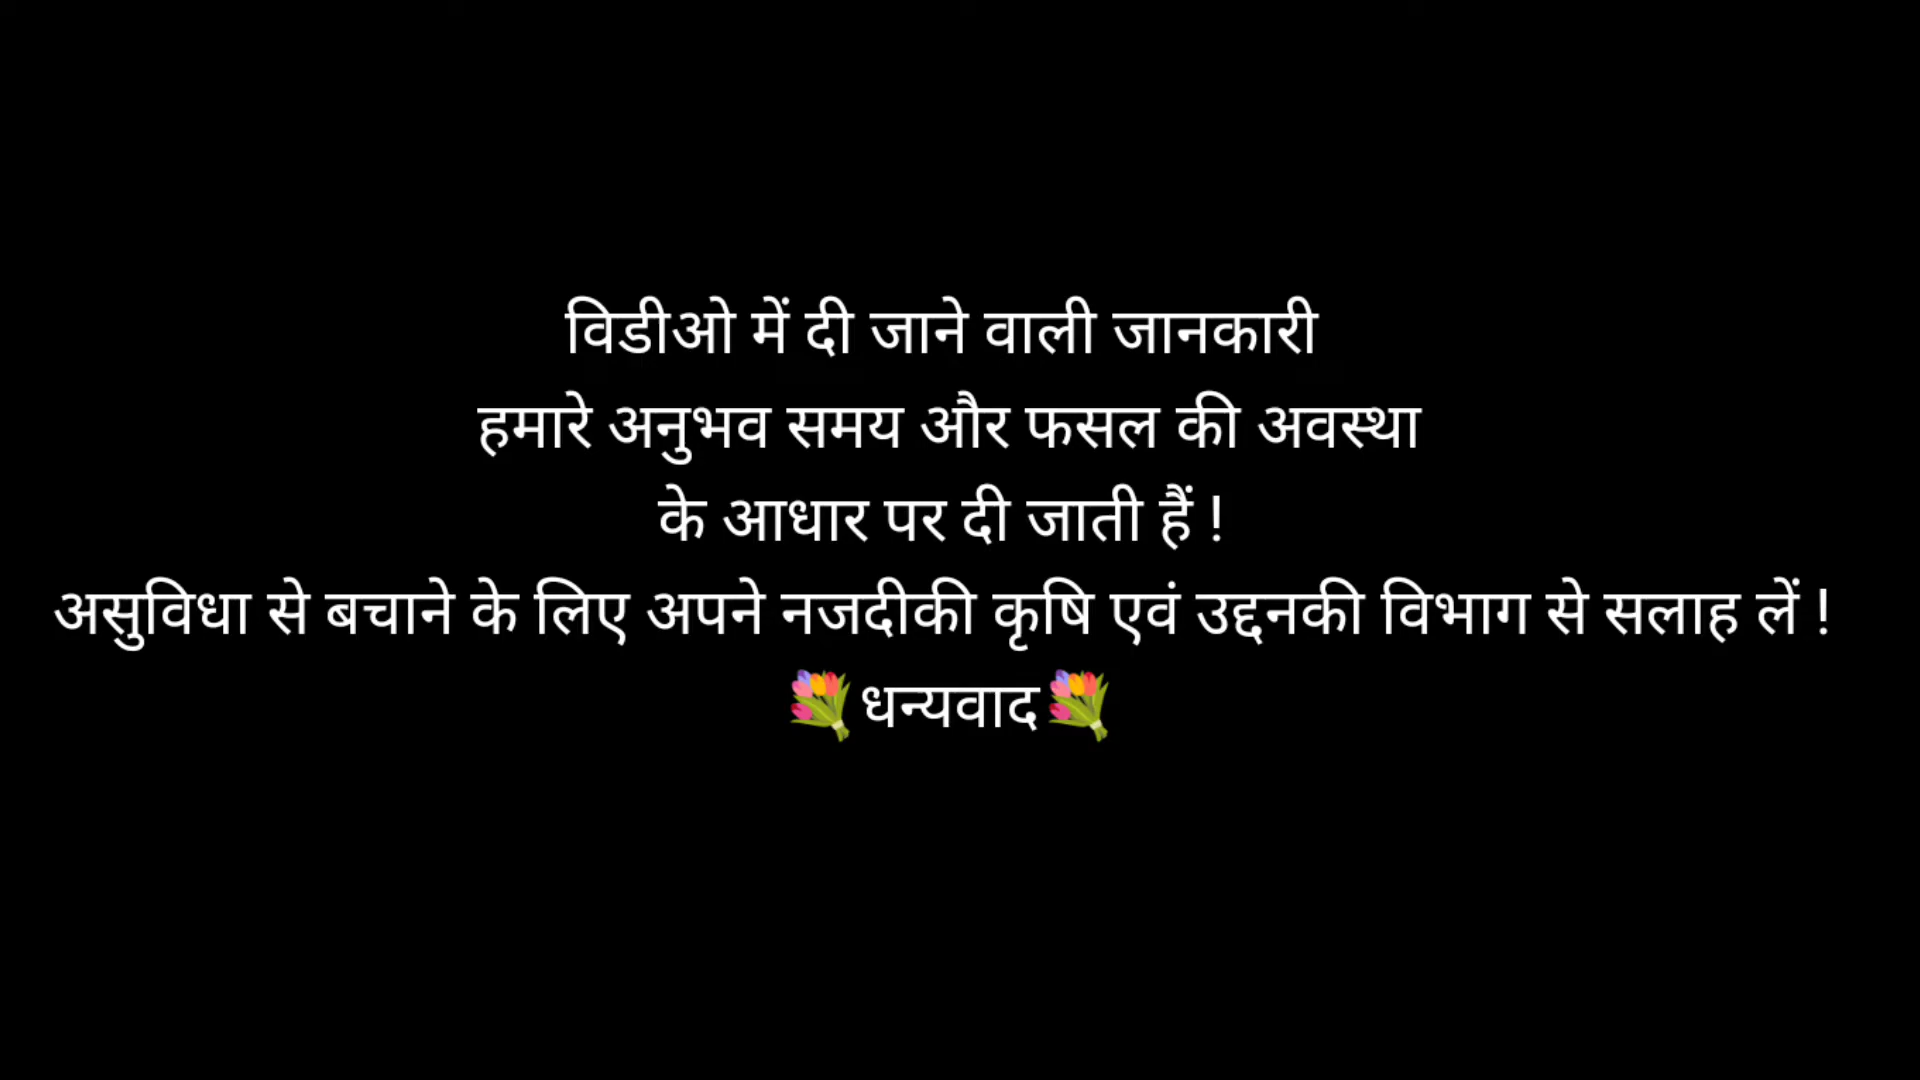 विडीओ में दी जाने वाली जानकारी
हमारे अनुभव समय और फसल की अवस्था
के आधार पर दी जाती हैं !
असुविधा से बचाने के लिए अपने नजदीकी कृषि एवं उद्दनकी विभाग से सलाह लें !
💐धन्यवाद💐